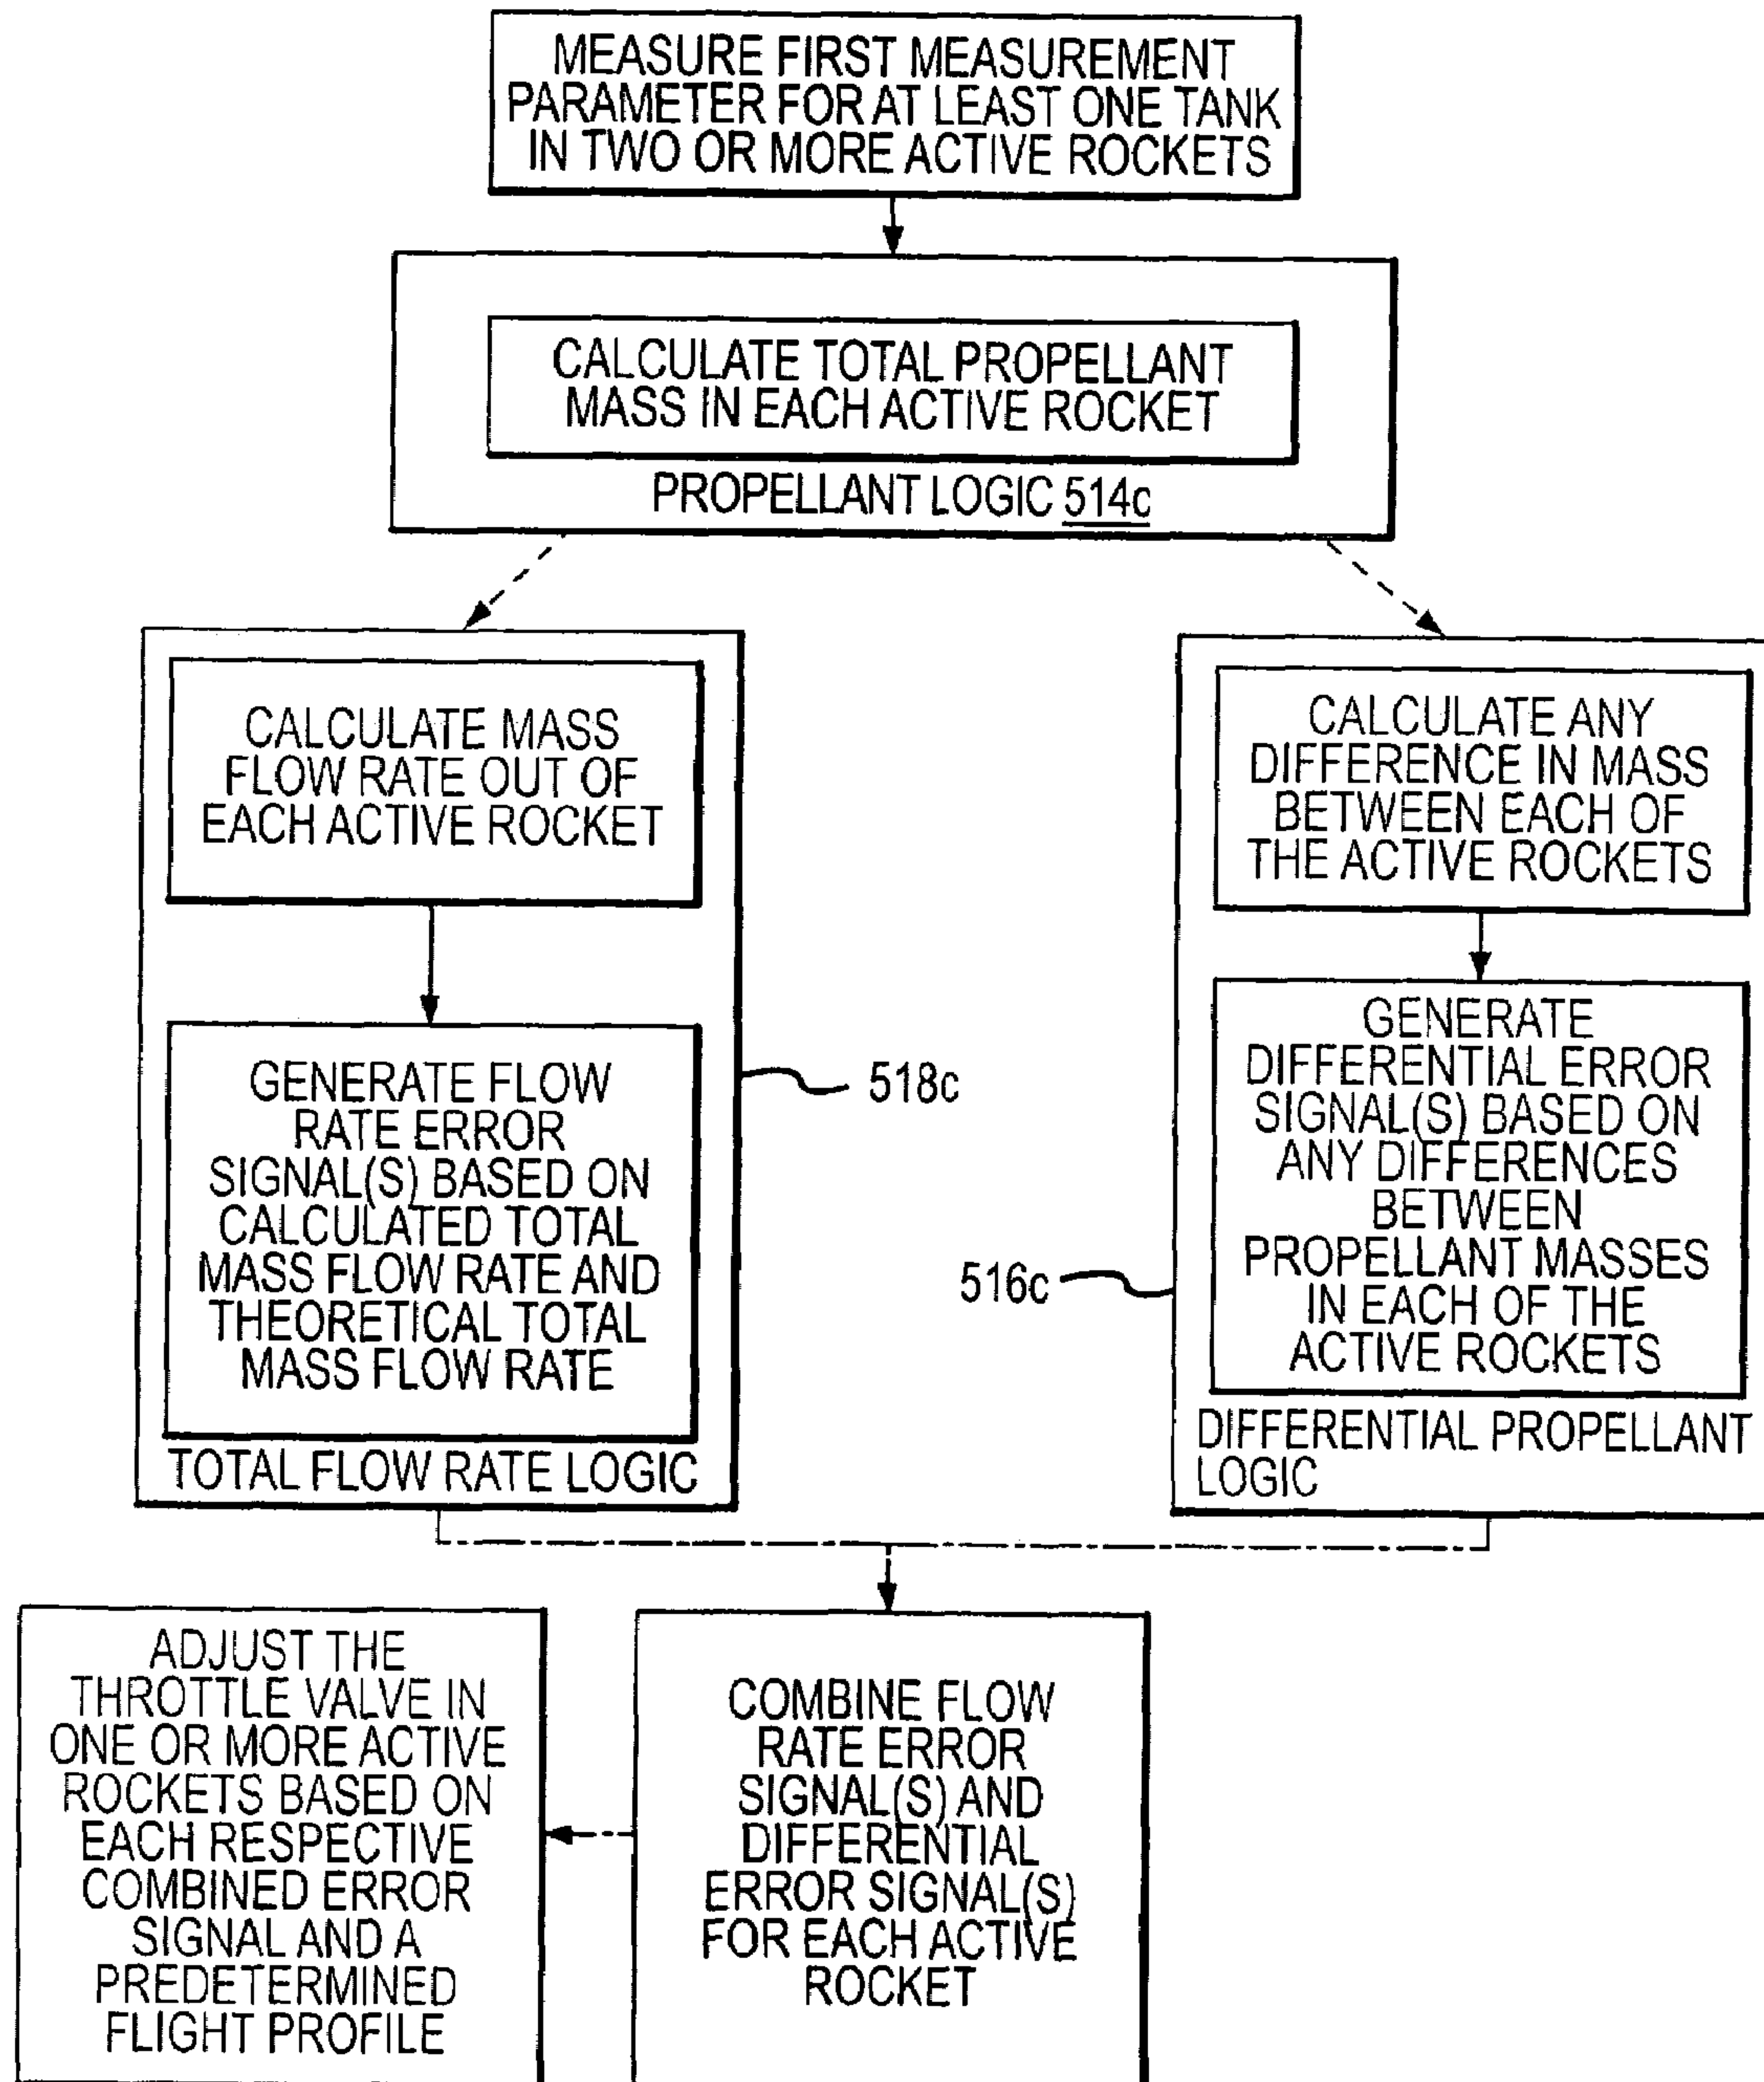 MEASURE FIRST MEASUREMENT
PARAMETER FOR AT LEAST ONE TANK
IN TWO OR MORE ACTIVE ROCKETS
CALCULATE TOTAL PROPELLANT
MASS IN EACH ACTIVE ROCKET
PROPELLANT LOGIC 514c
CALCULATE MASS
FLOW RATE OUT OF
EACH ACTIVE ROCKET
GENERATE FLOW
RATE ERROR
SIGNAL(S) BASED ON
CALCULATED TOTAL
MASS FLOW RATE AND
THEORETICAL TOTAL
MASS FLOW RATE
TOTAL FLOW RATE LOGIC
518c
CALCULATE ANY
DIFFERENCE IN MASS
BETWEEN EACH OF
THE ACTIVE ROCKETS
GENERATE
DIFFERENTIAL ERROR
SIGNAL(S) BASED ON
ANY DIFFERENCES
BETWEEN
PROPELLANT MASSES
IN EACH OF THE
ACTIVE ROCKETS
DIFFERENTIAL PROPELLANT
LOGIC
516c
COMBINE FLOW
RATE ERROR
SIGNAL(S) AND
DIFFERENTIAL
ERROR SIGNAL(S)
FOR EACH ACTIVE
ROCKET
ADJUST THE
THROTTLE VALVE IN
ONE OR MORE ACTIVE
ROCKETS BASED ON
EACH RESPECTIVE
COMBINED ERROR
SIGNAL AND A
PREDETERMINED
FLIGHT PROFILE